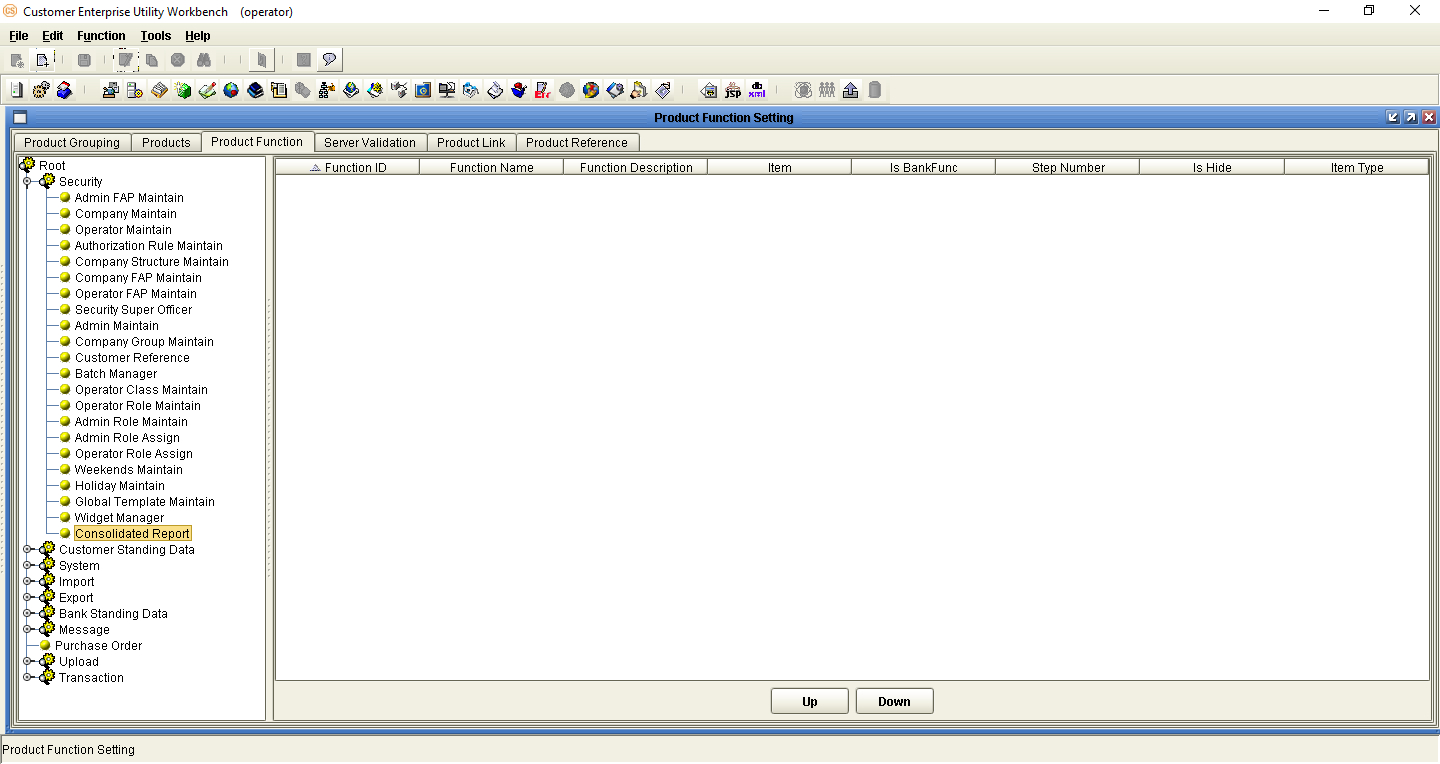 Customer Enterprise Utility Workbench (operator)
File Edit Function Tools Help
jsp xml
Product Function Setting
Product Grouping Products Product Function Server Validation Product Link Product Reference
Function ID Function Name Function Description Item Is BankFunc Step Number Is Hide Item Type
Root
Security
Admin FAP Maintain
Company Maintain
Operator Maintain
Authorization Rule Maintain
Company Structure Maintain
Company FAP Maintain
Operator FAP Maintain
Security Super Officer
Admin Maintain
Company Group Maintain
Customer Reference
Batch Manager
Operator Class Maintain
Operator Role Maintain
Admin Role Maintain
Admin Role Assign
Operator Role Assign
Weekends Maintain
Holiday Maintain
Global Template Maintain
Widget Manager
Consolidated Report
Customer Standing Data
System
Import
Export
Bank Standing Data
Message
Purchase Order
Upload
Transaction
Up Down
Product Function Setting